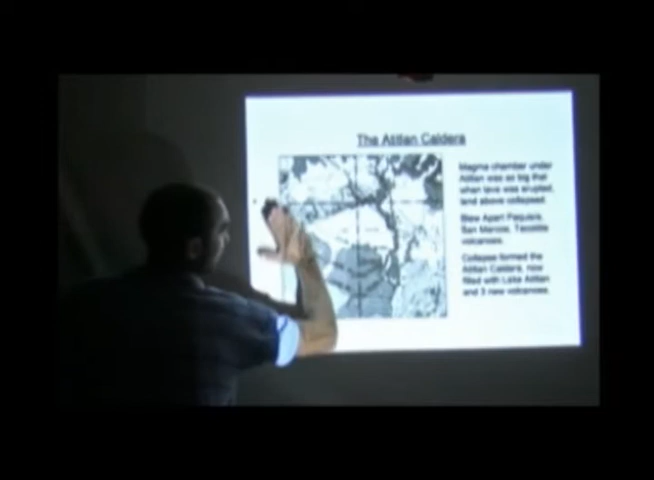 The Atitlan Caldera
Magma chamber under
Atitlan was so big that
when lava was erupted,
land above collapsed.
Blew Apart Paquisis,
San Marcos, Tecolote
volcanoes.
Collapse formed the
Atitlan Caldera, now
filled with Lake Atitlan
and 3 new volcanoes.